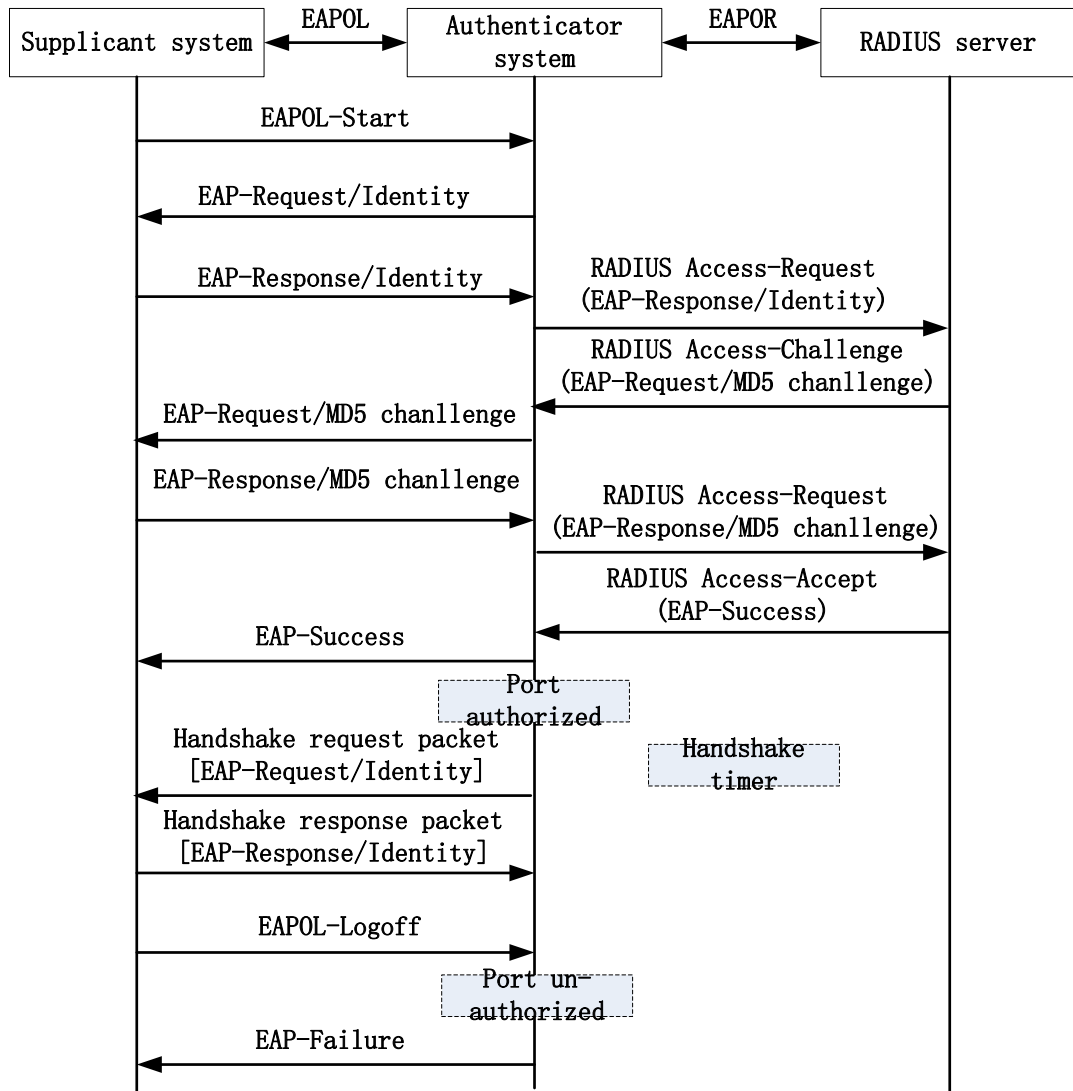 Supplicant system
EAPOL
Authenticator
system
EAPOR
RADIUS server
EAPOL-Start
EAP-Request/Identity
EAP-Response/Identity
RADIUS Access-Request
(EAP-Response/Identity)
RADIUS Access-Challenge
(EAP-Request/MD5 chanllenge)
EAP-Request/MD5 chanllenge
EAP-Response/MD5 chanllenge
RADIUS Access-Request
(EAP-Response/MD5 chanllenge)
RADIUS Access-Accept
(EAP-Success)
EAP-Success
Port
authorized
Handshake request packet
[EAP-Request/Identity]
Handshake
timer
Handshake response packet
[EAP-Response/Identity]
EAPOL-Logoff
Port un-
authorized
EAP-Failure